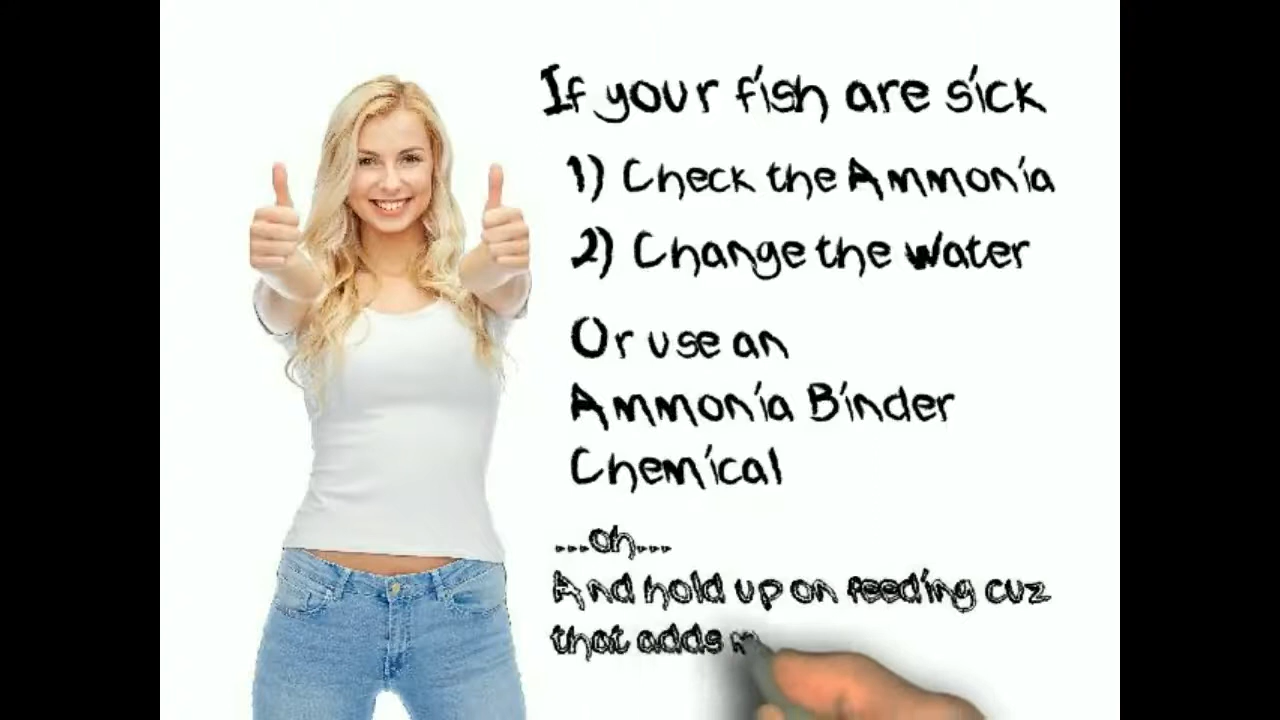 If your fish are sick
1) Check the Ammonia
2) Change the Water
Or use an
Ammonia Binder
Chemical
...oh...
And hold up on feeding cuz
that adds